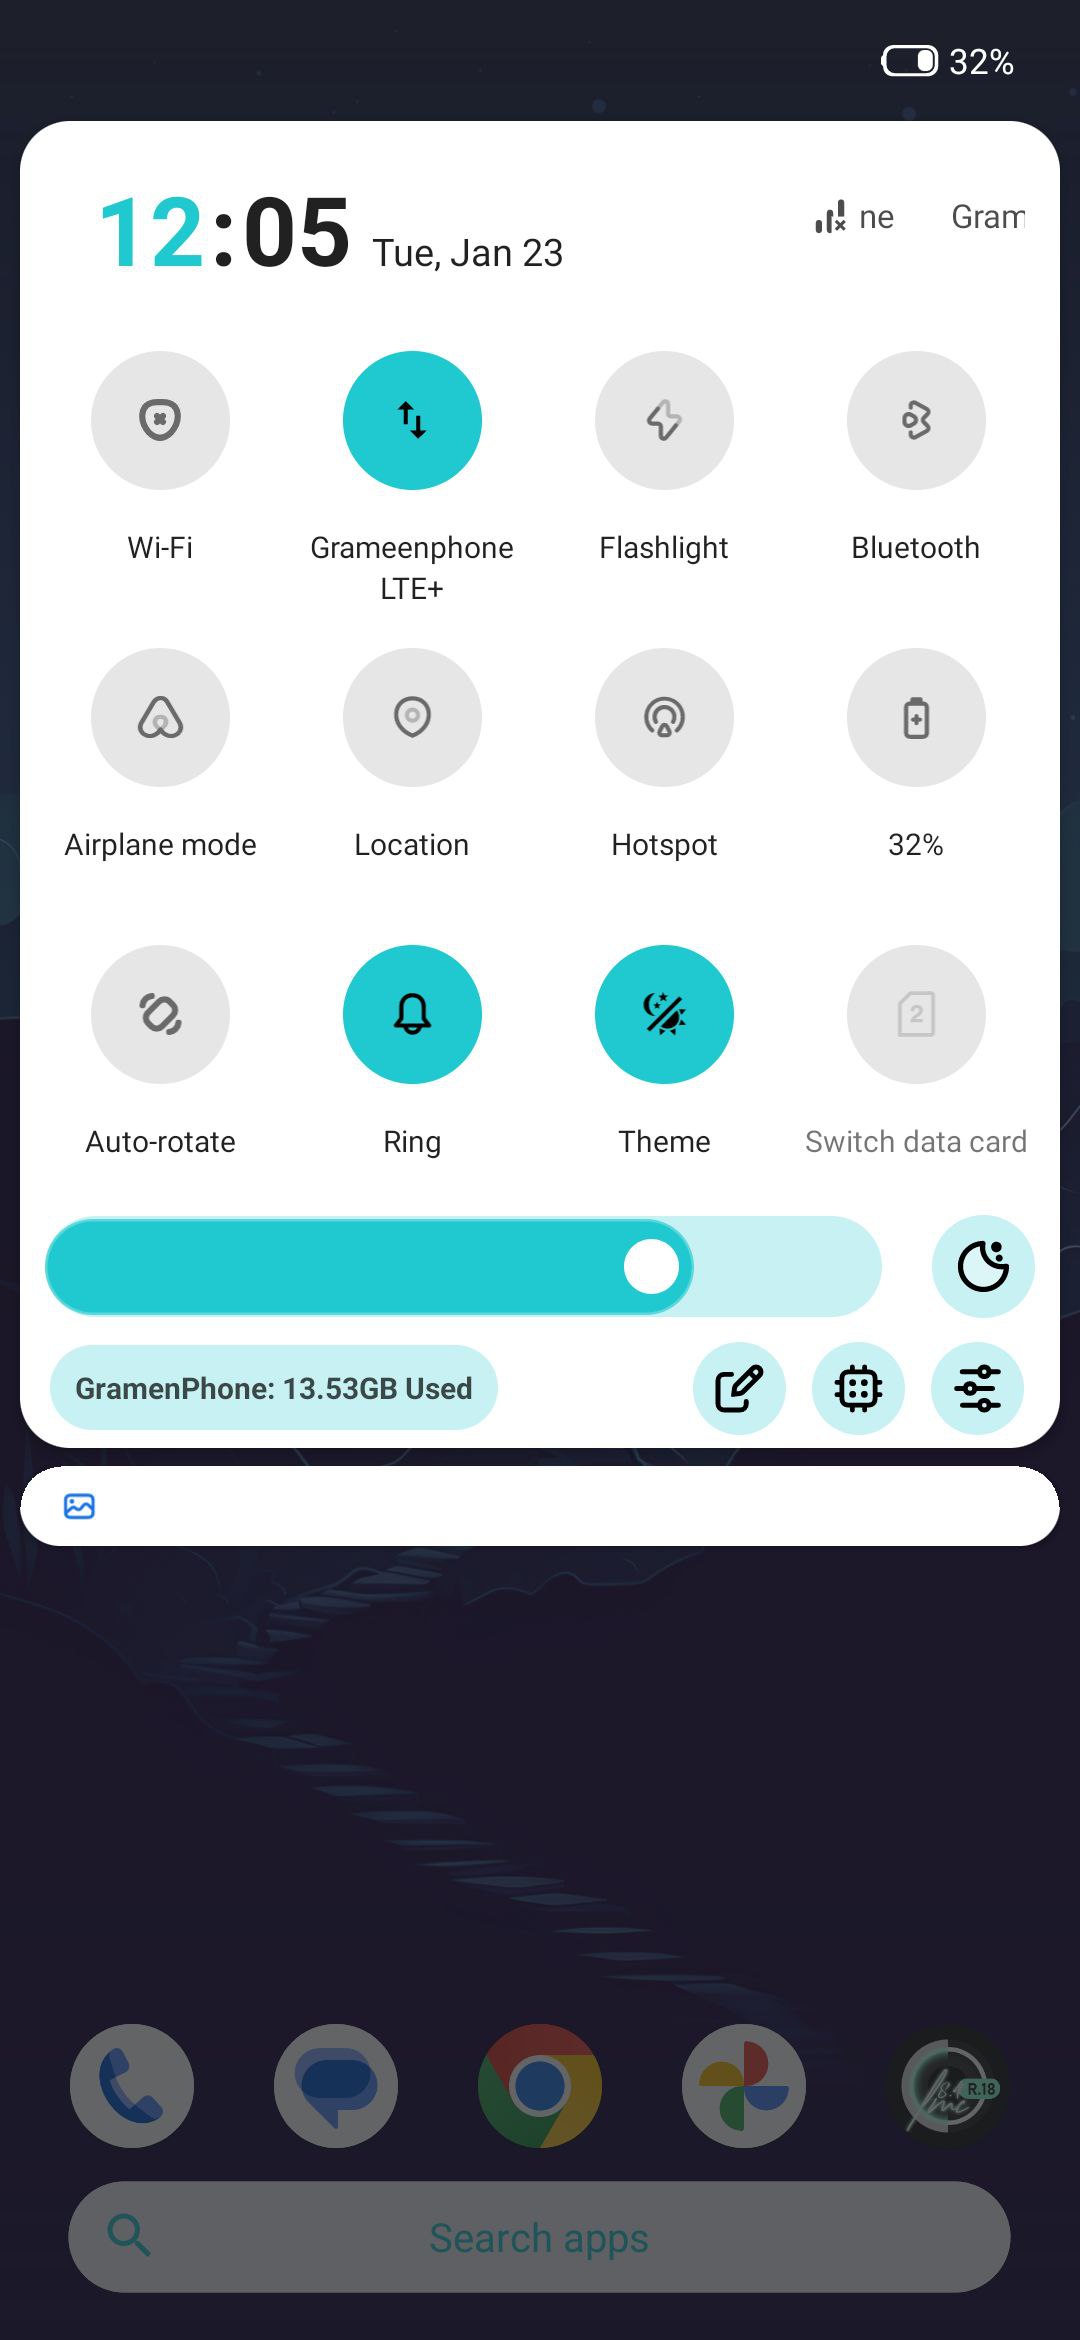 32%
12:05 Tue, Jan 23
ne Gram
Wi-Fi
Grameenphone
LTE+
Flashlight
Bluetooth
Airplane mode
Location
Hotspot
32%
Auto-rotate
Ring
Theme
2
Switch data card
GramenPhone: 13.53GB Used
R.18
Search apps